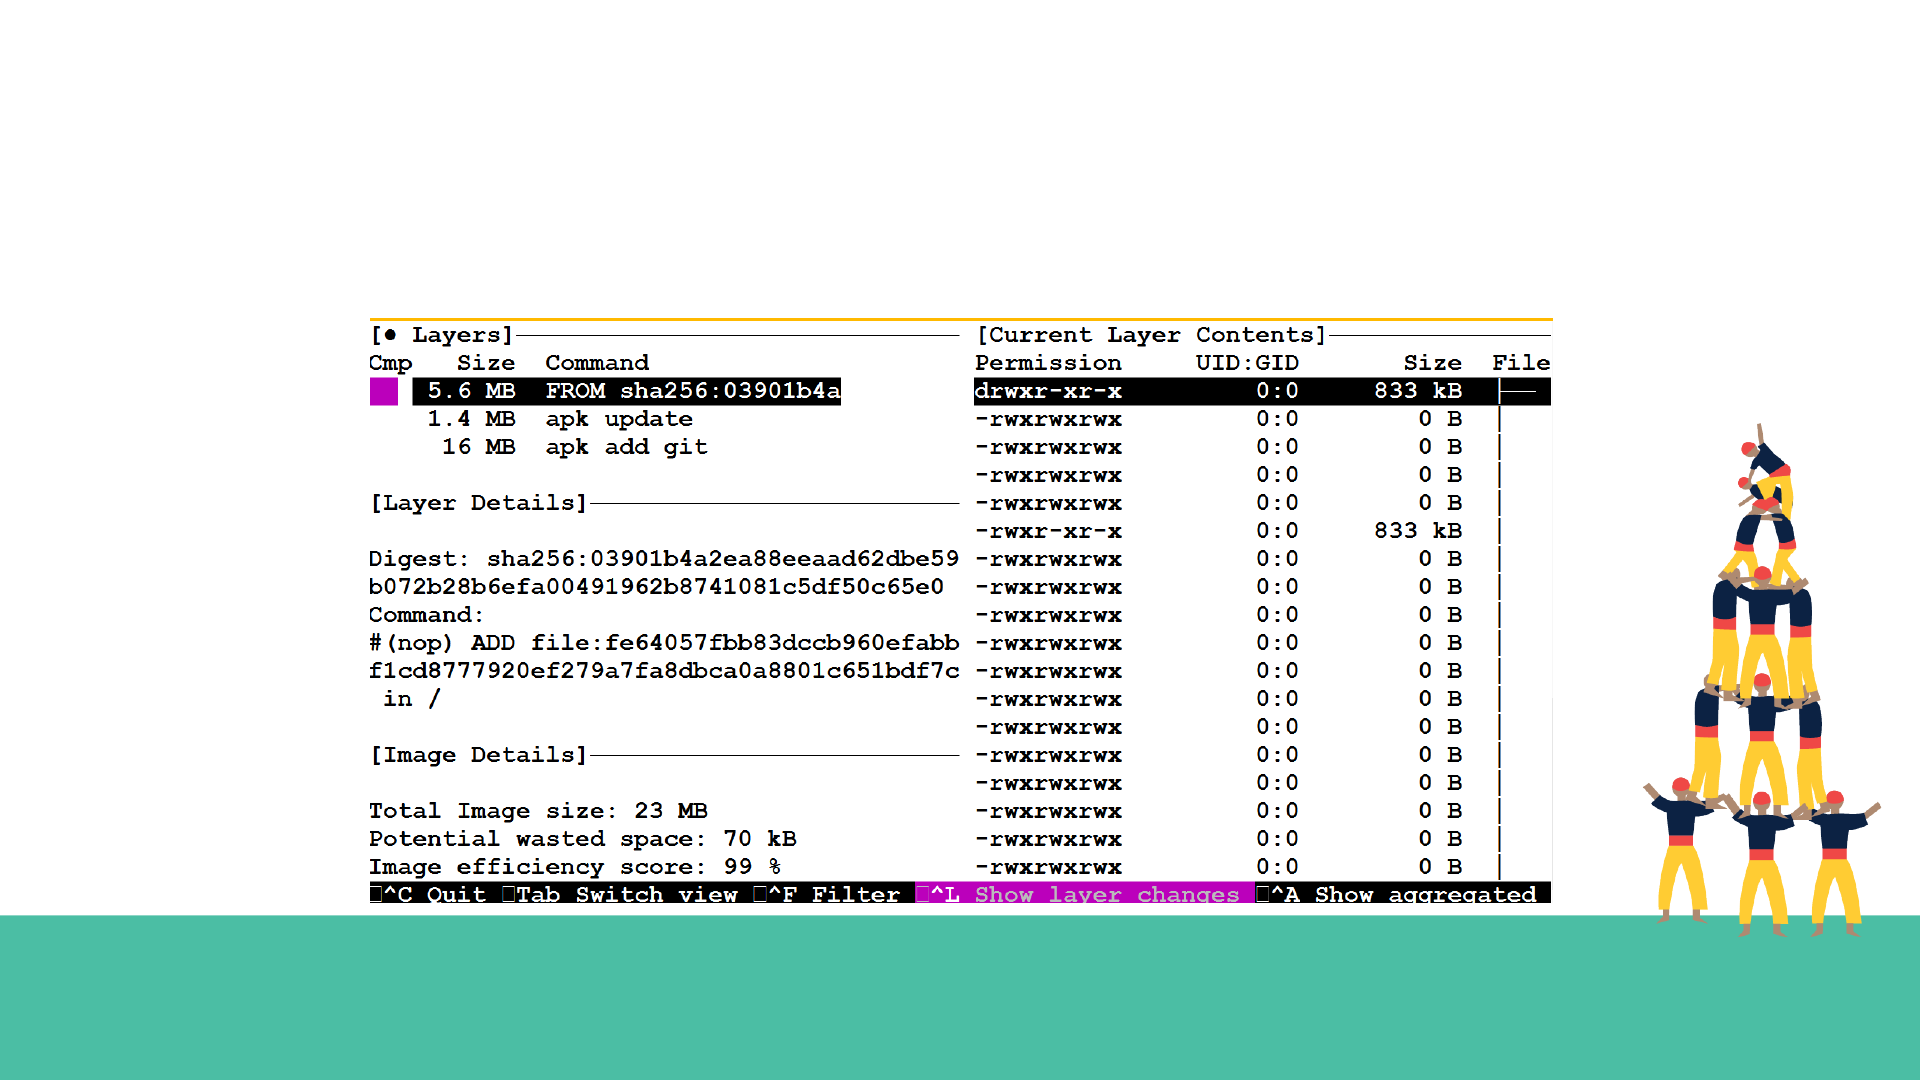 [● Layers]
Cmp Size Command
5.6 MB FROM sha256:03901b4a
1.4 MB apk update
16 MB apk add git
[Layer Details]
Digest: sha256:03901b4a2ea88eeaad62dbe59
b072b28b6efa00491962b8741081c5df50c65e0
Command:
#(nop) ADD file:fe64057fbb83dccb960efabb
f1cd8777920ef279a7fa8dbca0a8801c651bdf7c
in /
[Image Details]
Total Image size: 23 MB
Potential wasted space: 70 kB
Image efficiency score: 99 %
[Current Layer Contents]
Permission UID:GID Size File
drwxr-xr-x 0:0 833 kB ├──
-rwxrwxrwx 0:0 0 B │
-rwxrwxrwx 0:0 0 B │
-rwxrwxrwx 0:0 0 B │
-rwxrwxrwx 0:0 0 B │
-rwxr-xr-x 0:0 833 kB │
-rwxrwxrwx 0:0 0 B │
-rwxrwxrwx 0:0 0 B │
-rwxrwxrwx 0:0 0 B │
-rwxrwxrwx 0:0 0 B │
-rwxrwxrwx 0:0 0 B │
-rwxrwxrwx 0:0 0 B │
-rwxrwxrwx 0:0 0 B │
-rwxrwxrwx 0:0 0 B │
-rwxrwxrwx 0:0 0 B │
-rwxrwxrwx 0:0 0 B │
-rwxrwxrwx 0:0 0 B │
-rwxrwxrwx 0:0 0 B │
▯^C Quit ▯Tab Switch view ▯^F Filter ▯^L Show layer changes ▯^A Show aggregated